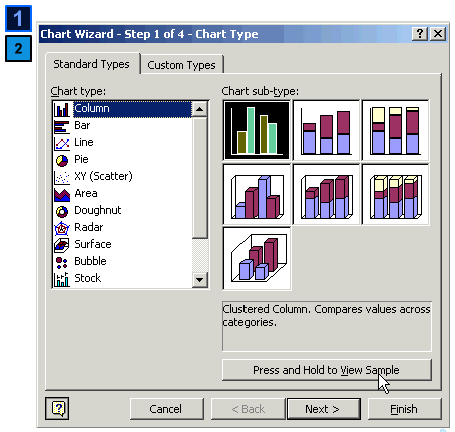 1
2
Chart Wizard - Step 1 of 4 - Chart Type
Standard Types
Custom Types
Chart type:
Column
Bar
Line
Pie
XY (Scatter)
Area
Doughnut
Radar
Surface
Bubble
Stock
Chart sub-type:
Clustered Column. Compares values across
categories.
Press and Hold to View Sample
Cancel
< Back
Next >
Finish